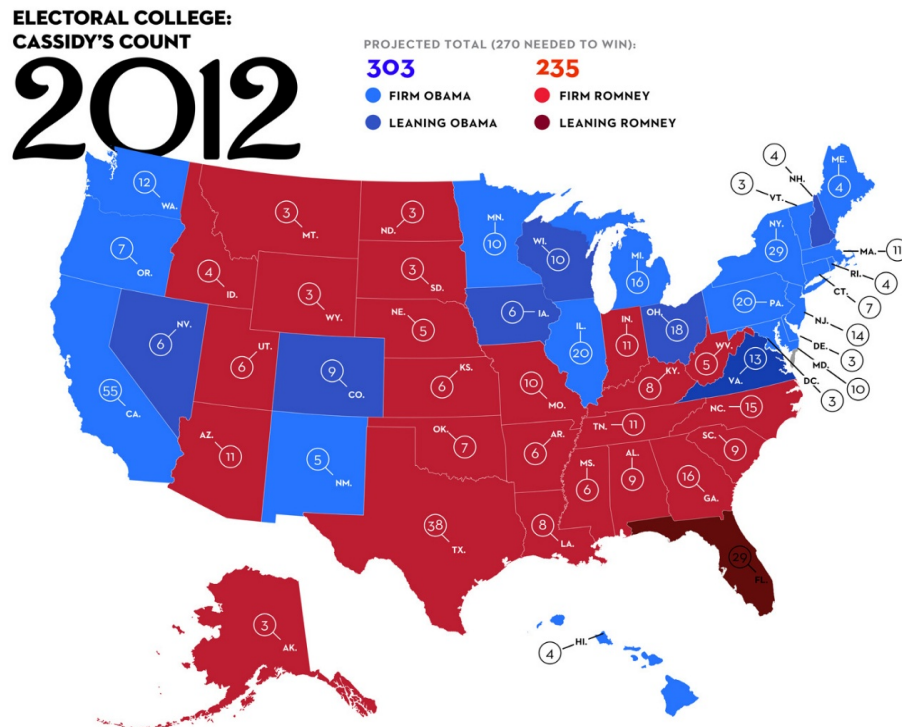 ELECTORAL COLLEGE:
CASSIDY'S COUNT
2012
PROJECTED TOTAL (270 NEEDED TO WIN):
303
235
FIRM OBAMA
FIRM ROMNEY
LEANING OBAMA
LEANING ROMNEY
12
WA.
7
OR.
55
CA.
6
NV.
4
ID.
3
MT.
3
WY.
6
UT.
11
AZ.
9
CO.
5
NM.
3
ND.
3
SD.
NE.
5
6
KS.
OK.
7
38
TX.
MN.
10
6
IA.
10
MO.
AR.
6
8
LA.
WI.
10
IL.
20
MI.
16
IN.
11
OH.
18
8
KY.
TN.
11
MS.
6
AL.
9
16
GA.
29
FL.
SC.
9
NC.
15
13
VA.
WV.
5
20
PA.
NY.
29
3
VT.
4
NH.
ME.
4
MA.
11
RI.
4
CT.
7
NJ.
14
DE.
3
MD.
10
DC.
3
3
AK.
4
HI.